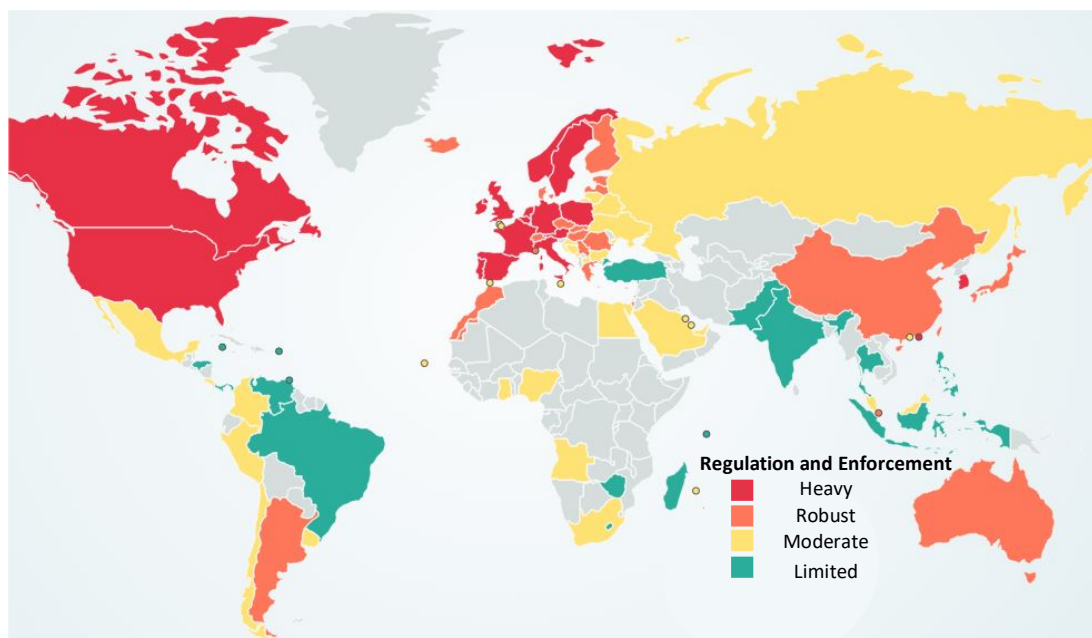 Regulation and Enforcement
Heavy
Robust
Moderate
Limited